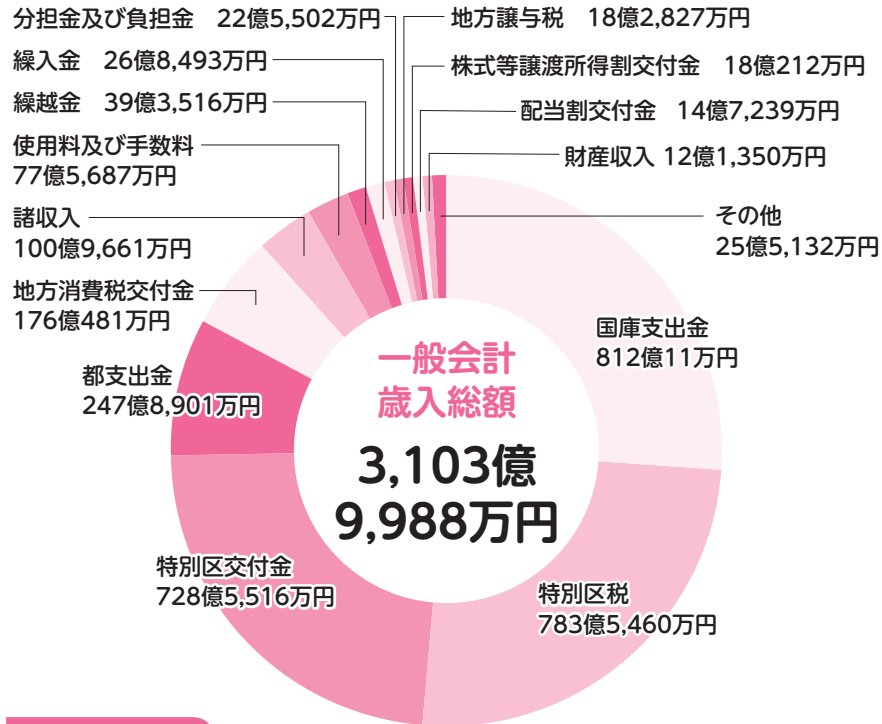 分担金及び負担金　22億5,502万円
繰入金　26億8,493万円
繰越金　39億3,516万円
使用料及び手数料
77億5,687万円
諸収入
100億9,661万円
地方消費税交付金
176億481万円
都支出金
247億8,901万円
特別区交付金
728億5,516万円
地方譲与税　18億2,827万円
株式等譲渡所得割交付金　18億212万円
配当割交付金　14億7,239万円
財産収入 12億1,350万円
その他
25億5,132万円
国庫支出金
812億11万円
特別区税
783億5,460万円
一般会計
歳入総額
3,103億
9,988万円